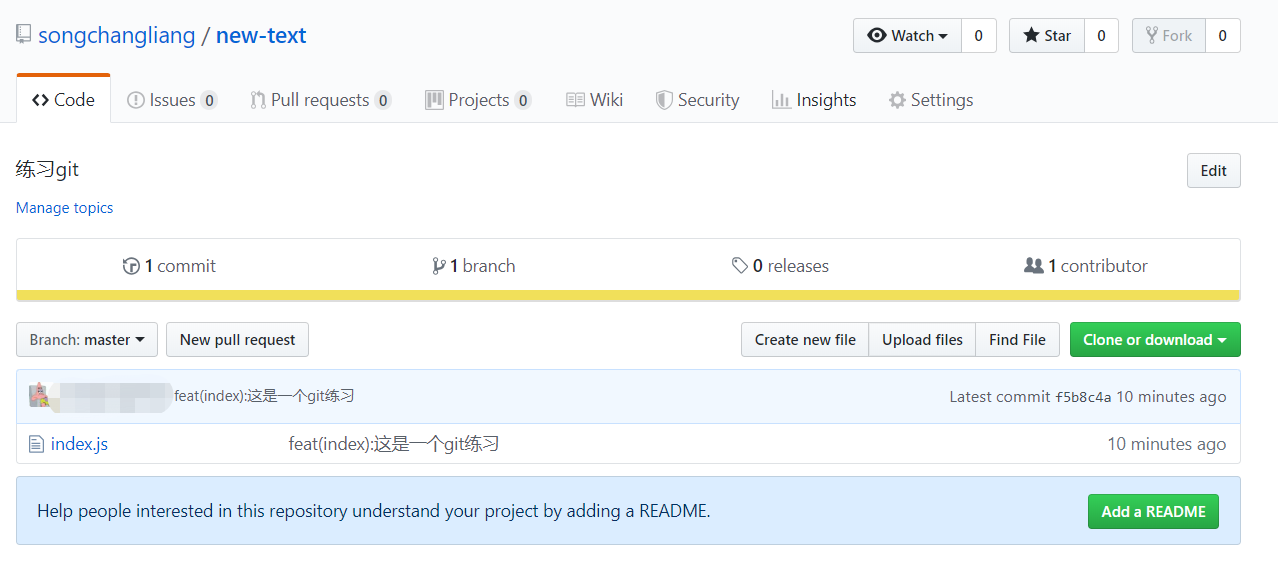 songchangliang / new-text Watch 0 Star 0 Fork 0
Code Issues 0 Pull requests 0 Projects 0 Wiki Security Insights Settings
练习git Edit
Manage topics
1 commit 1 branch 0 releases 1 contributor
Branch: master New pull request Create new file Upload files Find File Clone or download
feat(index):这是一个git练习 Latest commit f5b8c4a 10 minutes ago
index.js feat(index):这是一个git练习 10 minutes ago
Help people interested in this repository understand your project by adding a README. Add a README